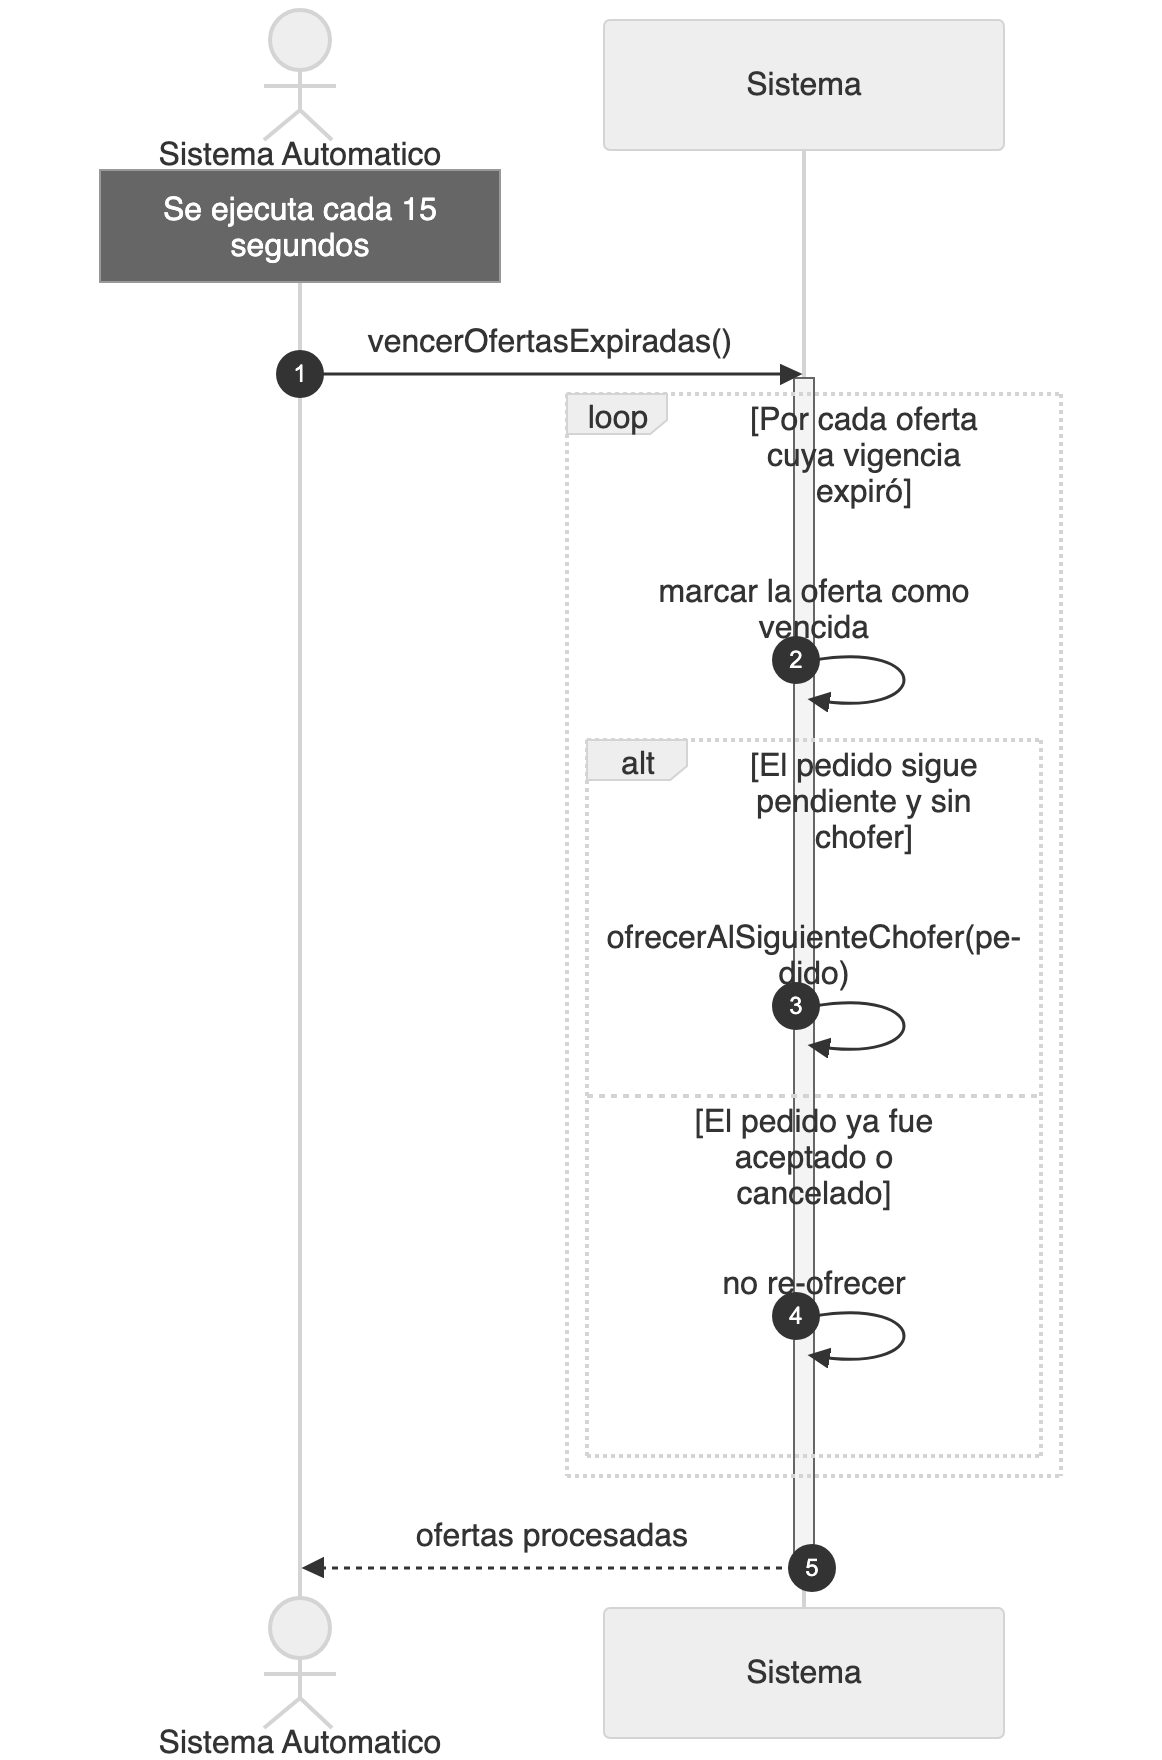 Sistema Automatico
Sistema
Se ejecuta cada 15
segundos
vencerOfertasExpiradas()
1
loop
[Por cada oferta
cuya vigencia
expiró]
marcar la oferta como
vencida
2
alt
[El pedido sigue
pendiente y sin
chofer]
ofrecerAlSiguienteChofer(pe-
dido)
3
[El pedido ya fue
aceptado o
cancelado]
no re-ofrecer
4
ofertas procesadas
5
Sistema Automatico
Sistema